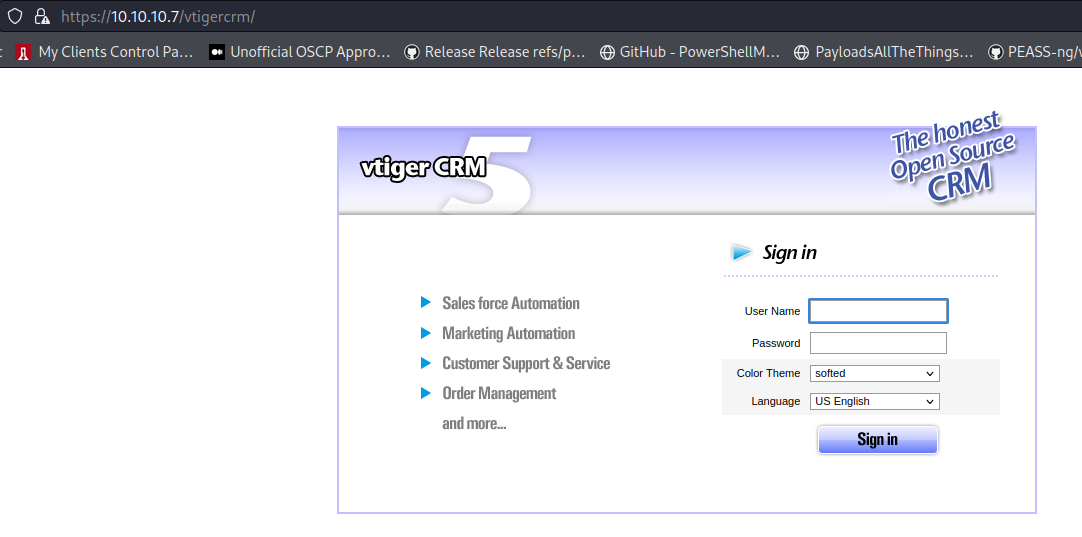 https://10.10.10.7/vtigercrm/
My Clients Control Pa… Unofficial OSCP Appro… Release Release refs/p… GitHub - PowerShellM… PayloadsAllTheThings… PEASS-ng/
vtiger CRM 5
The honest
Open Source
CRM
Sign in
Sales force Automation
Marketing Automation
Customer Support & Service
Order Management
and more...
User Name
Password
Color Theme softed
Language US English
Sign in